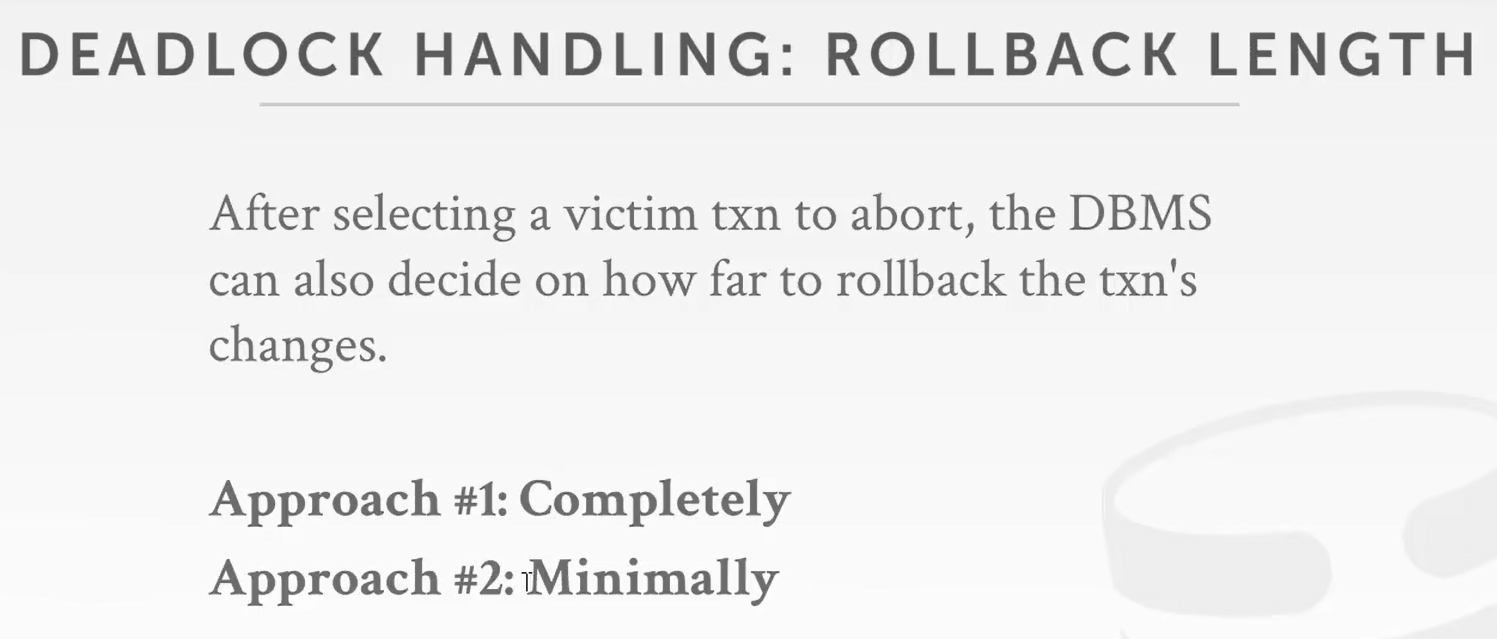 DEADLOCK HANDLING: ROLLBACK LENGTH
After selecting a victim txn to abort, the DBMS
can also decide on how far to rollback the txn's
changes.
Approach #1: Completely
Approach #2: Minimally